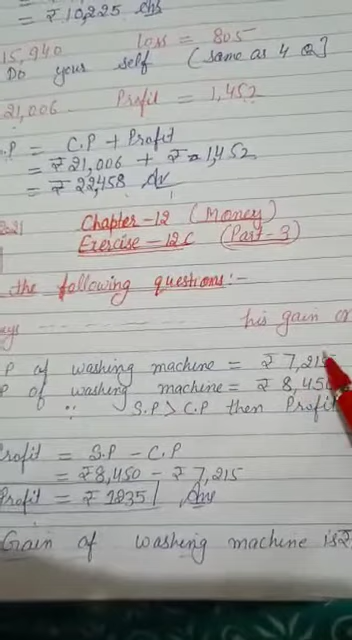 = ₹10,225 Ans
15,940 loss = 805
Do your self (same as 4 Q]
21,006 Profit = 1,452
.P = C.P + Profit
= ₹21,006 + ₹1,452
= ₹22,458 Ans
Chapter-12 (Money)
Exercise-12C (Part-3)
the following questions:-
his gain or
P of washing machine = ₹7,215
P of washing machine = ₹8,450
∵ S.P > C.P then Profit
Profit = S.P - C.P
= ₹8,450 - ₹7,215
Profit = ₹1235 Ans
Gain of washing machine is ₹